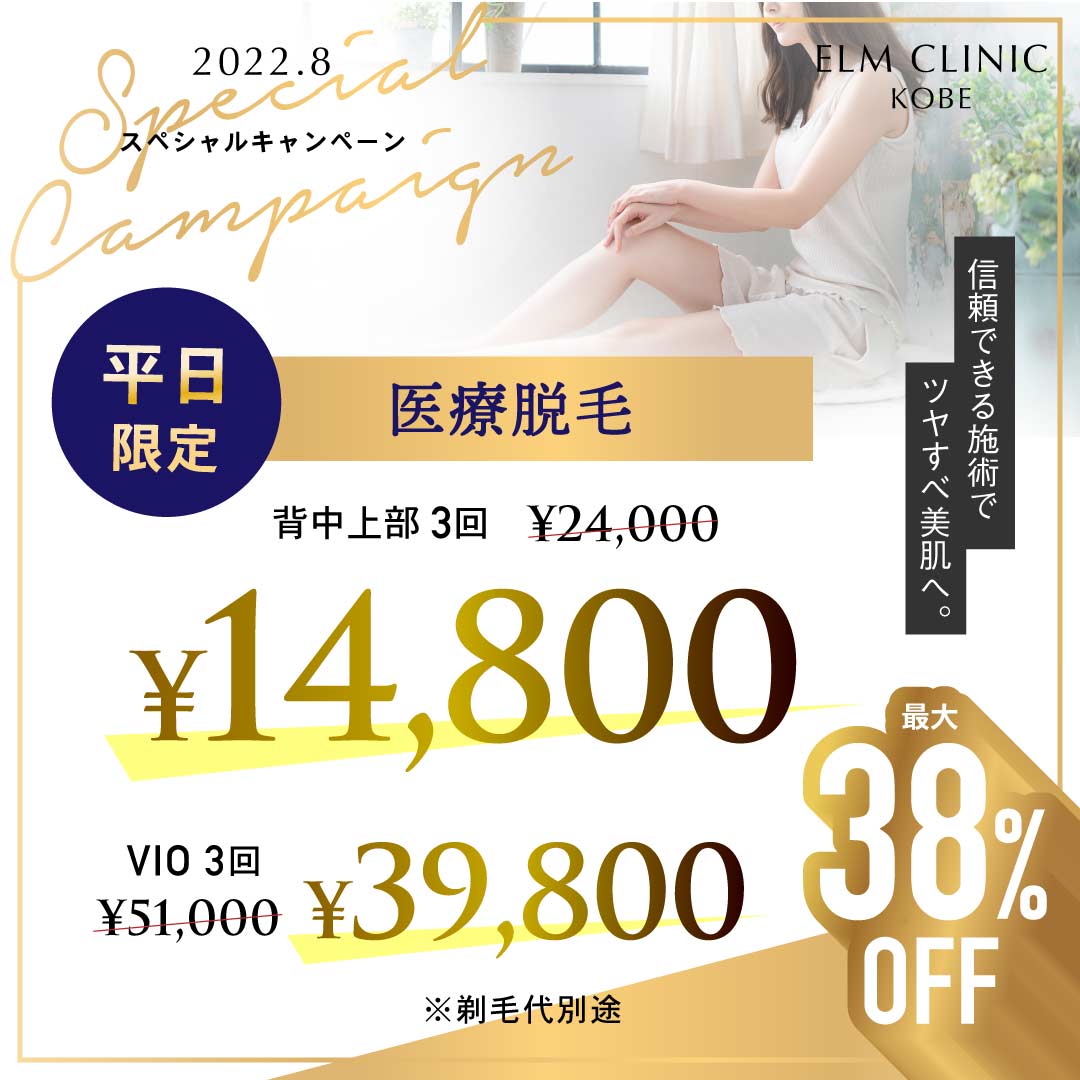 2022.8
Special
スペシャルキャンペーン
Campaign
ELM CLINIC
KOBE
信頼できる施術で
ツヤすべ美肌へ。
平日
限定
医療脱毛
背中上部 3回 ¥24,000
¥14,800
最大
38%
OFF
VIO 3回
¥51,000
¥39,800
※剃毛代別途